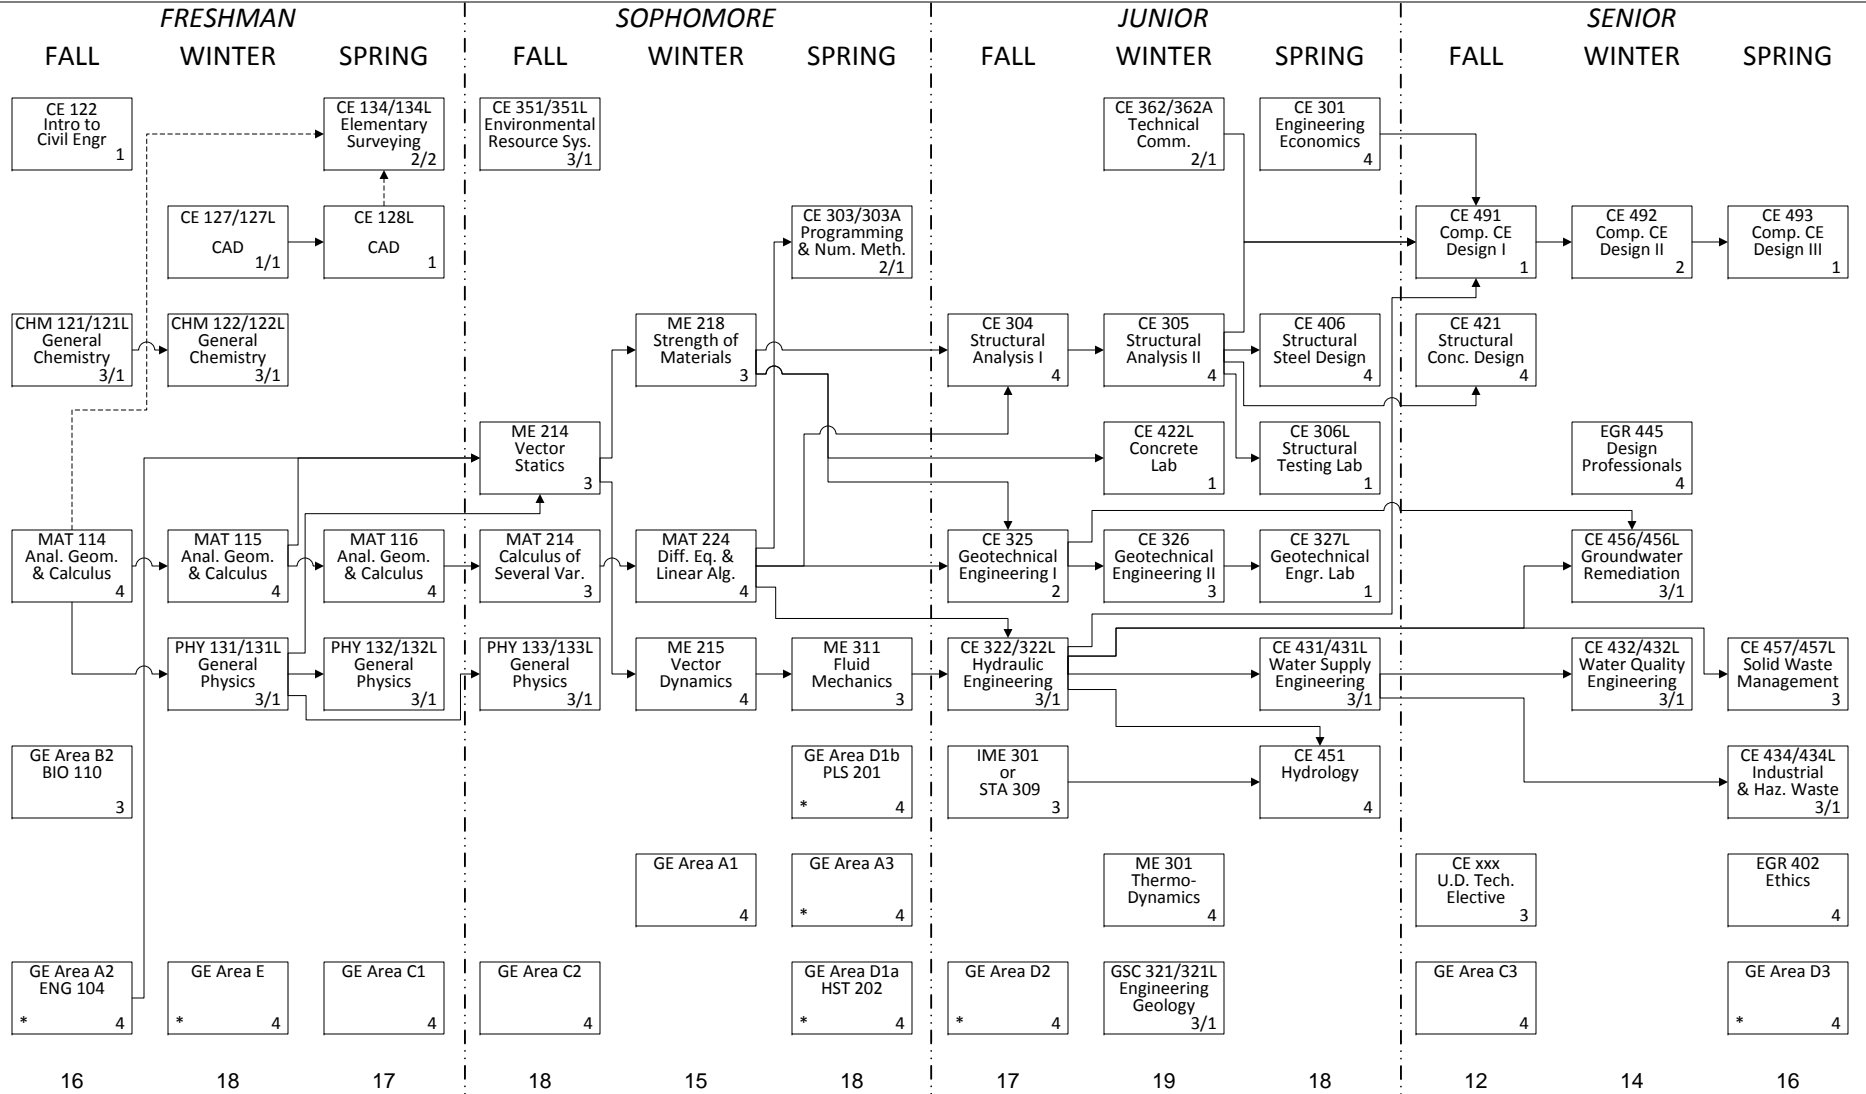 FRESHMAN
SOPHOMORE
JUNIOR
SENIOR
FALL
WINTER
SPRING
FALL
WINTER
SPRING
FALL
WINTER
SPRING
FALL
WINTER
SPRING
CE 122
Intro to
Civil Engr
1
CE 134/134L
Elementary
Surveying
2/2
CE 351/351L
Environmental
Resource Sys.
3/1
CE 362/362A
Technical
Comm.
2/1
CE 301
Engineering
Economics
4
CE 127/127L
CAD
1/1
CE 128L
CAD
1
CE 303/303A
Programming
& Num. Meth.
2/1
CE 491
Comp. CE
Design I
1
CE 492
Comp. CE
Design II
2
CE 493
Comp. CE
Design III
1
CHM 121/121L
General
Chemistry
3/1
CHM 122/122L
General
Chemistry
3/1
ME 218
Strength of
Materials
3
CE 304
Structural
Analysis I
4
CE 305
Structural
Analysis II
4
CE 406
Structural
Steel Design
4
CE 421
Structural
Conc. Design
4
ME 214
Vector
Statics
3
CE 422L
Concrete
Lab
1
CE 306L
Structural
Testing Lab
1
EGR 445
Design
Professionals
4
MAT 114
Anal. Geom.
& Calculus
4
MAT 115
Anal. Geom.
& Calculus
4
MAT 116
Anal. Geom.
& Calculus
4
MAT 214
Calculus of
Several Var.
3
MAT 224
Diff. Eq. &
Linear Alg.
4
CE 325
Geotechnical
Engineering I
2
CE 326
Geotechnical
Engineering II
3
CE 327L
Geotechnical
Engr. Lab
1
CE 456/456L
Groundwater
Remediation
3/1
PHY 131/131L
General
Physics
3/1
PHY 132/132L
General
Physics
3/1
PHY 133/133L
General
Physics
3/1
ME 215
Vector
Dynamics
4
ME 311
Fluid
Mechanics
3
CE 322/322L
Hydraulic
Engineering
3/1
CE 431/431L
Water Supply
Engineering
3/1
CE 432/432L
Water Quality
Engineering
3/1
CE 457/457L
Solid Waste
Management
3
GE Area B2
BIO 110
3
GE Area D1b
PLS 201
* 4
IME 301
or
STA 309
3
CE 451
Hydrology
4
CE 434/434L
Industrial
& Haz. Waste
3/1
GE Area A1
4
GE Area A3
* 4
ME 301
Thermo-
Dynamics
4
CE xxx
U.D. Tech.
Elective
3
EGR 402
Ethics
4
GE Area A2
ENG 104
* 4
GE Area E
* 4
GE Area C1
4
GE Area C2
4
GE Area D1a
HST 202
* 4
GE Area D2
* 4
GSC 321/321L
Engineering
Geology
3/1
GE Area C3
4
GE Area D3
* 4
16
18
17
18
15
18
17
19
18
12
14
16